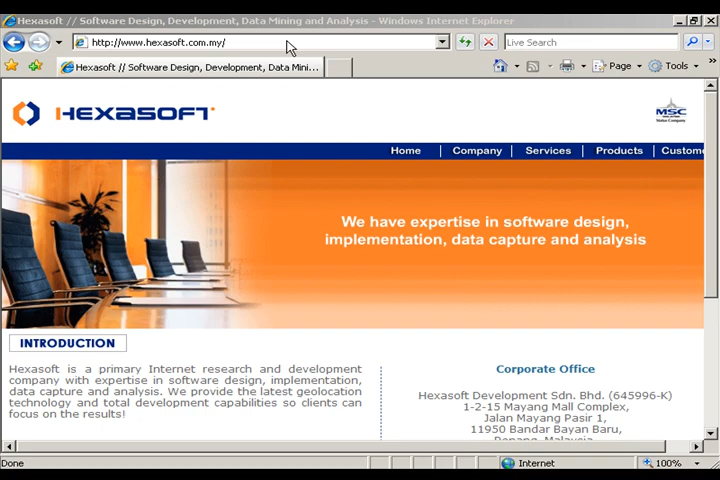 Hexasoft // Software Design, Development, Data Mining and Analysis - Windows Internet Explorer
http://www.hexasoft.com.my/
Live Search
Hexasoft // Software Design, Development, Data Mini...
Page
Tools
HEXASOFT
MSC
Status Company
Home | Company | Services | Products | Custome
We have expertise in software design,
implementation, data capture and analysis
INTRODUCTION
Hexasoft is a primary Internet research and development
company with expertise in software design, implementation,
data capture and analysis. We provide the latest geolocation
technology and total development capabilities so clients can
focus on the results!
Corporate Office
Hexasoft Development Sdn. Bhd. (645996-K)
1-2-15 Mayang Mall Complex,
Jalan Mayang Pasir 1,
11950 Bandar Bayan Baru,
Penang, Malaysia
Done
Internet
100%